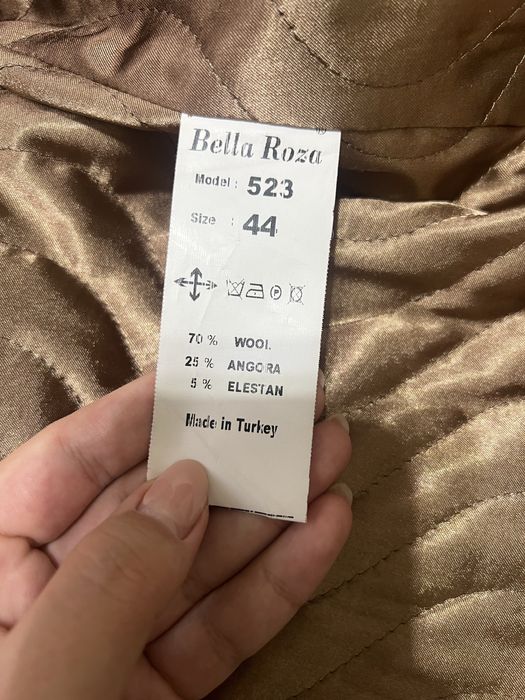 Bella Roza ®
Model : 523
Size : 44
P
70 % WOOL
25 % ANGORA
5 % ELESTAN
Made in Turkey